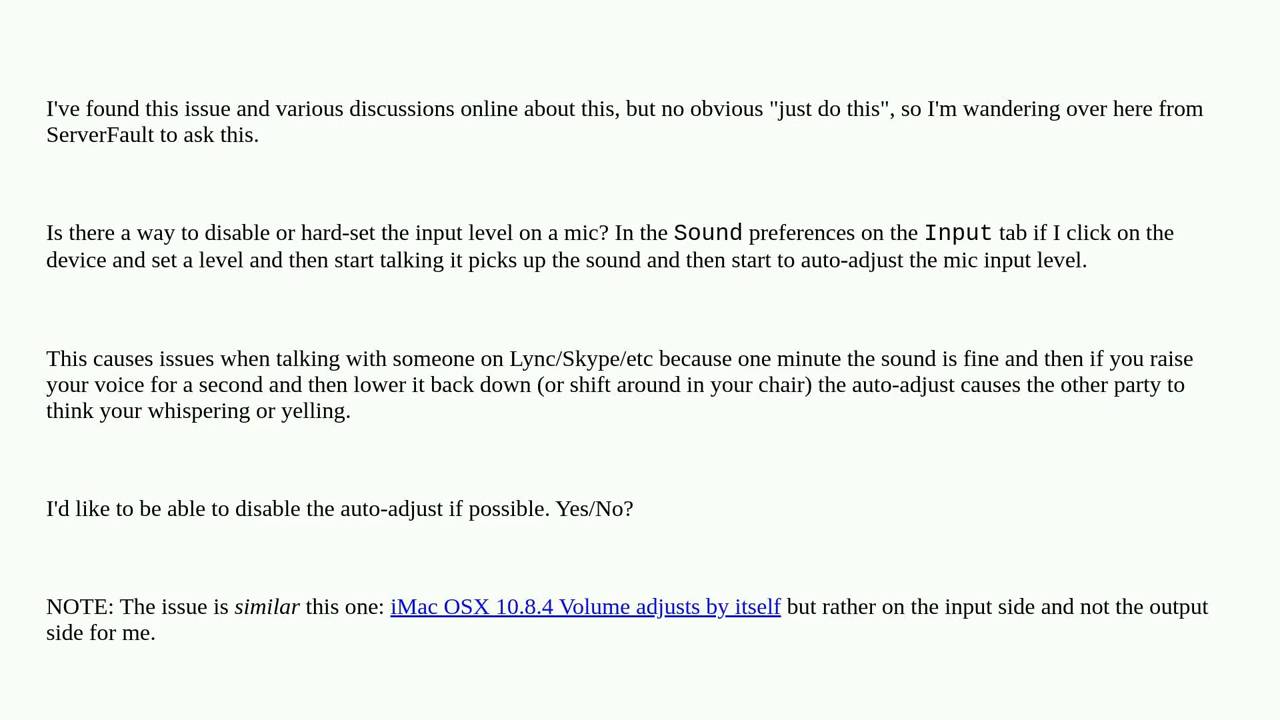 I've found this issue and various discussions online about this, but no obvious "just do this", so I'm wandering over here from
ServerFault to ask this.
Is there a way to disable or hard-set the input level on a mic? In the Sound preferences on the Input tab if I click on the
device and set a level and then start talking it picks up the sound and then start to auto-adjust the mic input level.
This causes issues when talking with someone on Lync/Skype/etc because one minute the sound is fine and then if you raise
your voice for a second and then lower it back down (or shift around in your chair) the auto-adjust causes the other party to
think your whispering or yelling.
I'd like to be able to disable the auto-adjust if possible. Yes/No?
NOTE: The issue is similar this one: iMac OSX 10.8.4 Volume adjusts by itself but rather on the input side and not the output
side for me.